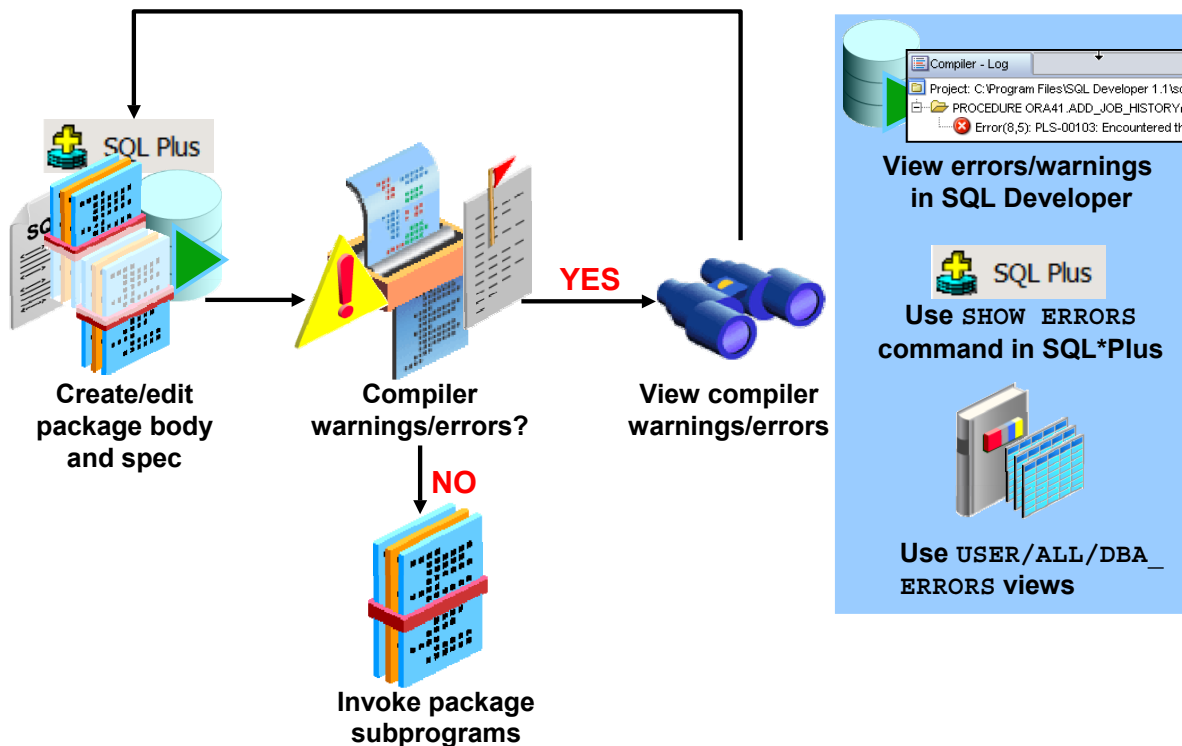 SQL Plus
Create/edit
package body
and spec
Compiler
warnings/errors?
YES
View compiler
warnings/errors
NO
Invoke package
subprograms
Compiler - Log
Project: C:\Program Files\SQL Developer 1.1\
PROCEDURE ORA41.ADD_JOB_HISTORY
Error(8,5): PLS-00103: Encountered
View errors/warnings
in SQL Developer
SQL Plus
Use SHOW ERRORS
command in SQL*Plus
Use USER/ALL/DBA_
ERRORS views